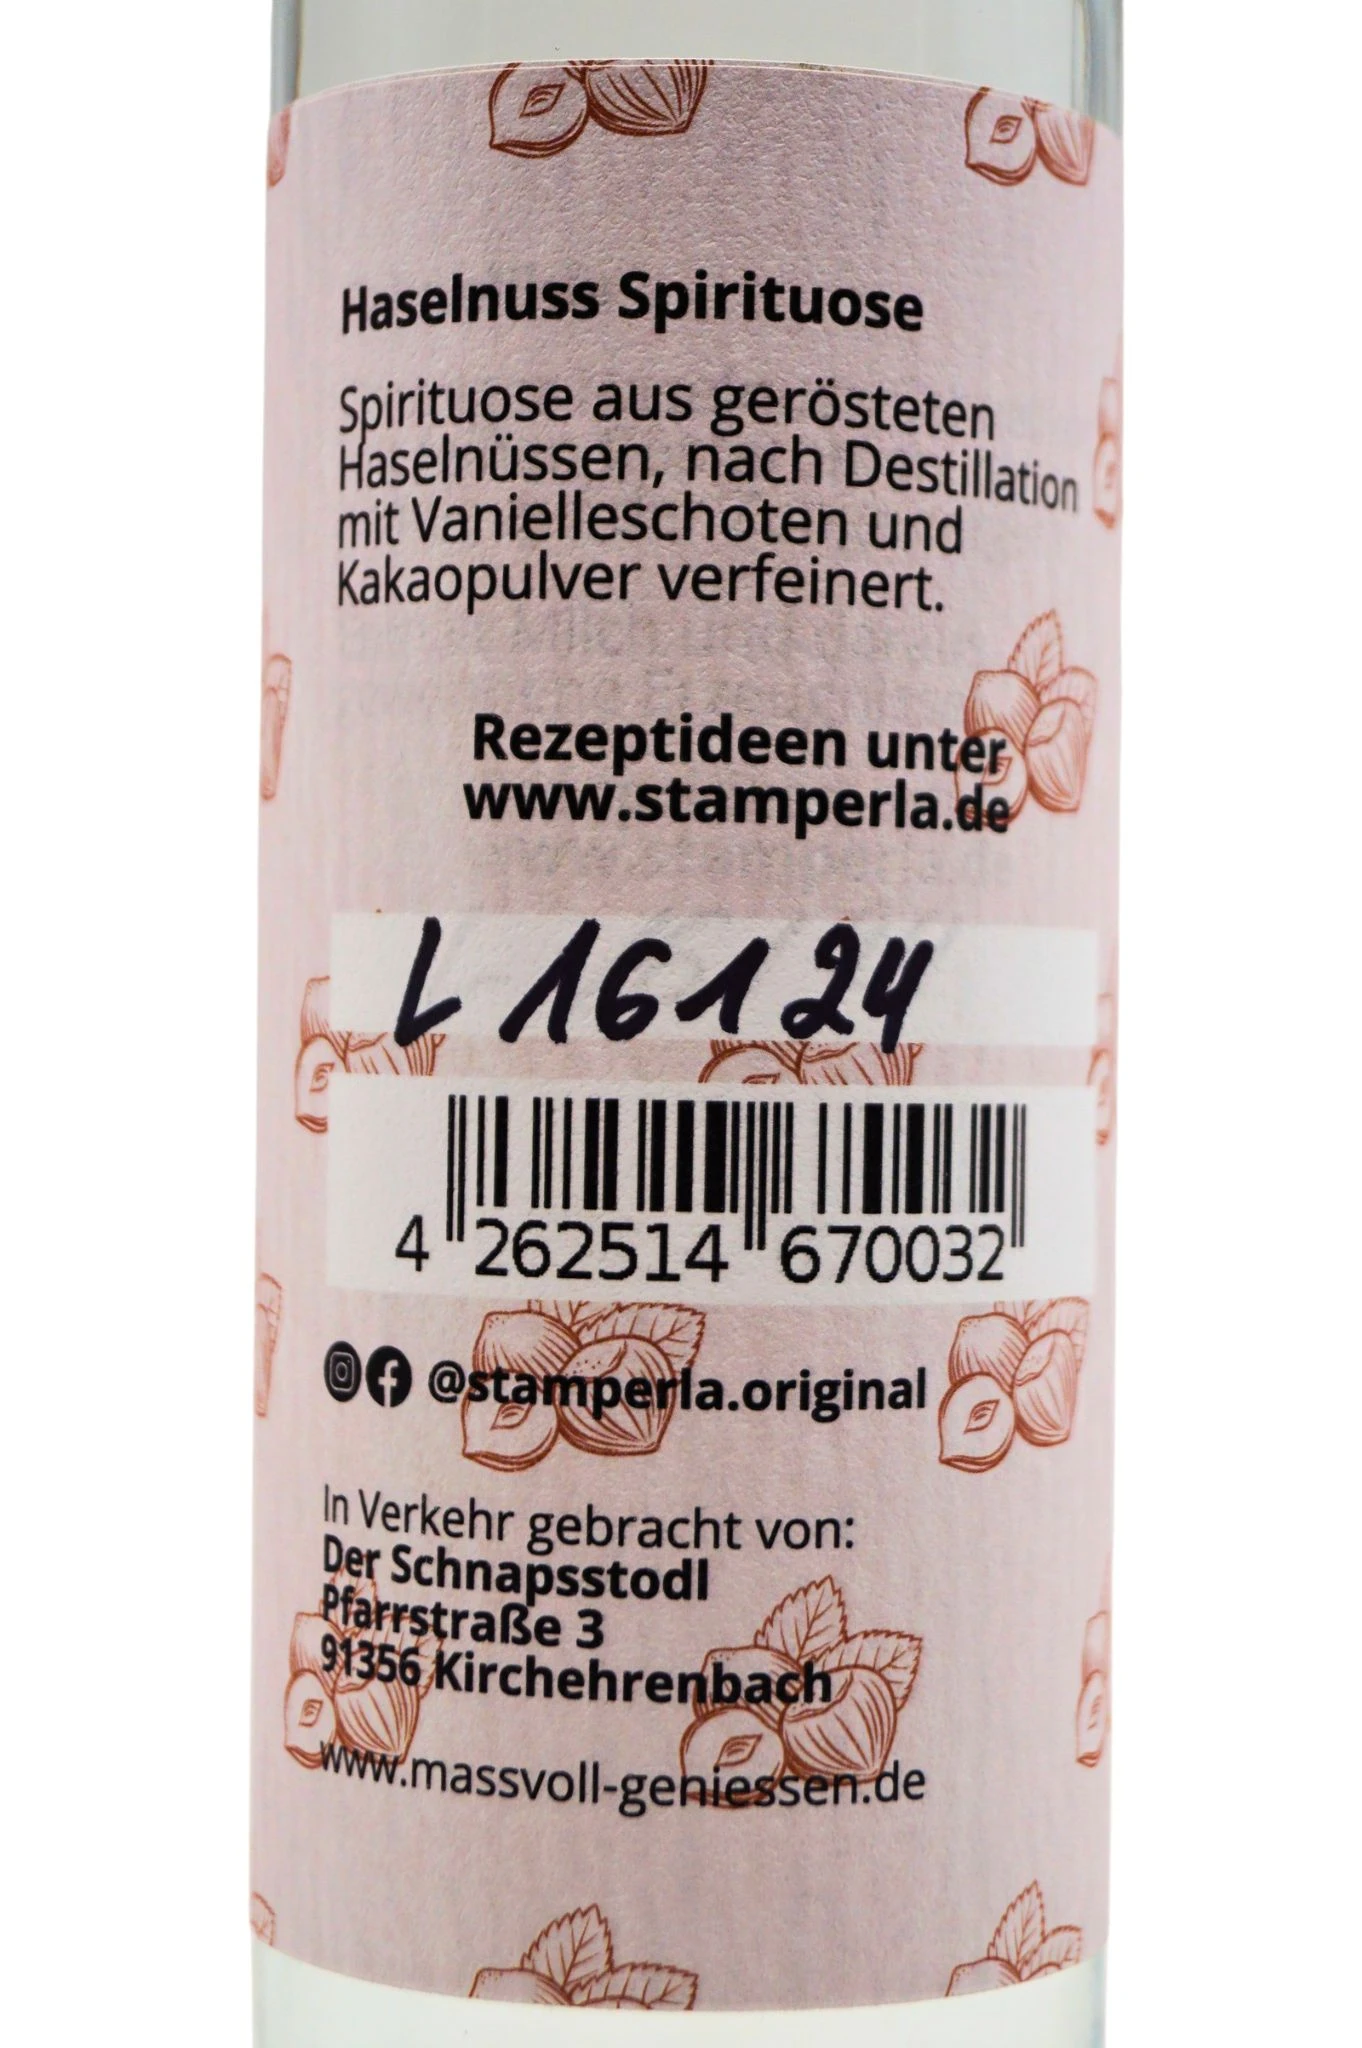 Haselnuss Spirituose
Spirituose aus gerösteten
Haselnüssen, nach Destillation
mit Vanielleschoten und
Kakaopulver verfeinert.
Rezeptideen unter
www.stamperla.de
L 16124
4 262514 670032
@stamperla.original
In Verkehr gebracht von:
Der Schnapsstodl
Pfarrstraße 3
91356 Kirchehrenbach
www.massvoll-geniessen.de